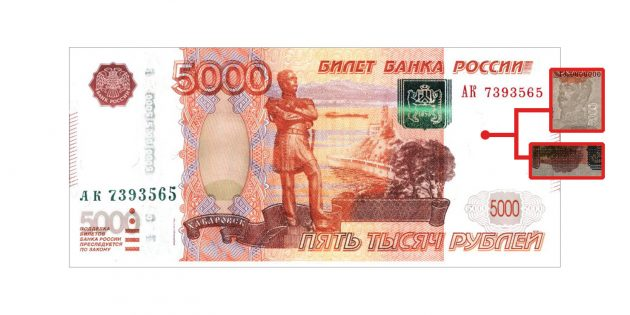 5000
БИЛЕТ БАНКА РОССИИ
АК 7393565
5000
АК 7393565
5000
ПОДДЕЛКА
БИЛЕТОВ
БАНКА РОССИИ
ПРЕСЛЕДУЕТСЯ
ПО ЗАКОНУ
ХАБАРОВСК
5000
ПЯТЬ ТЫСЯЧ РУБЛЕЙ